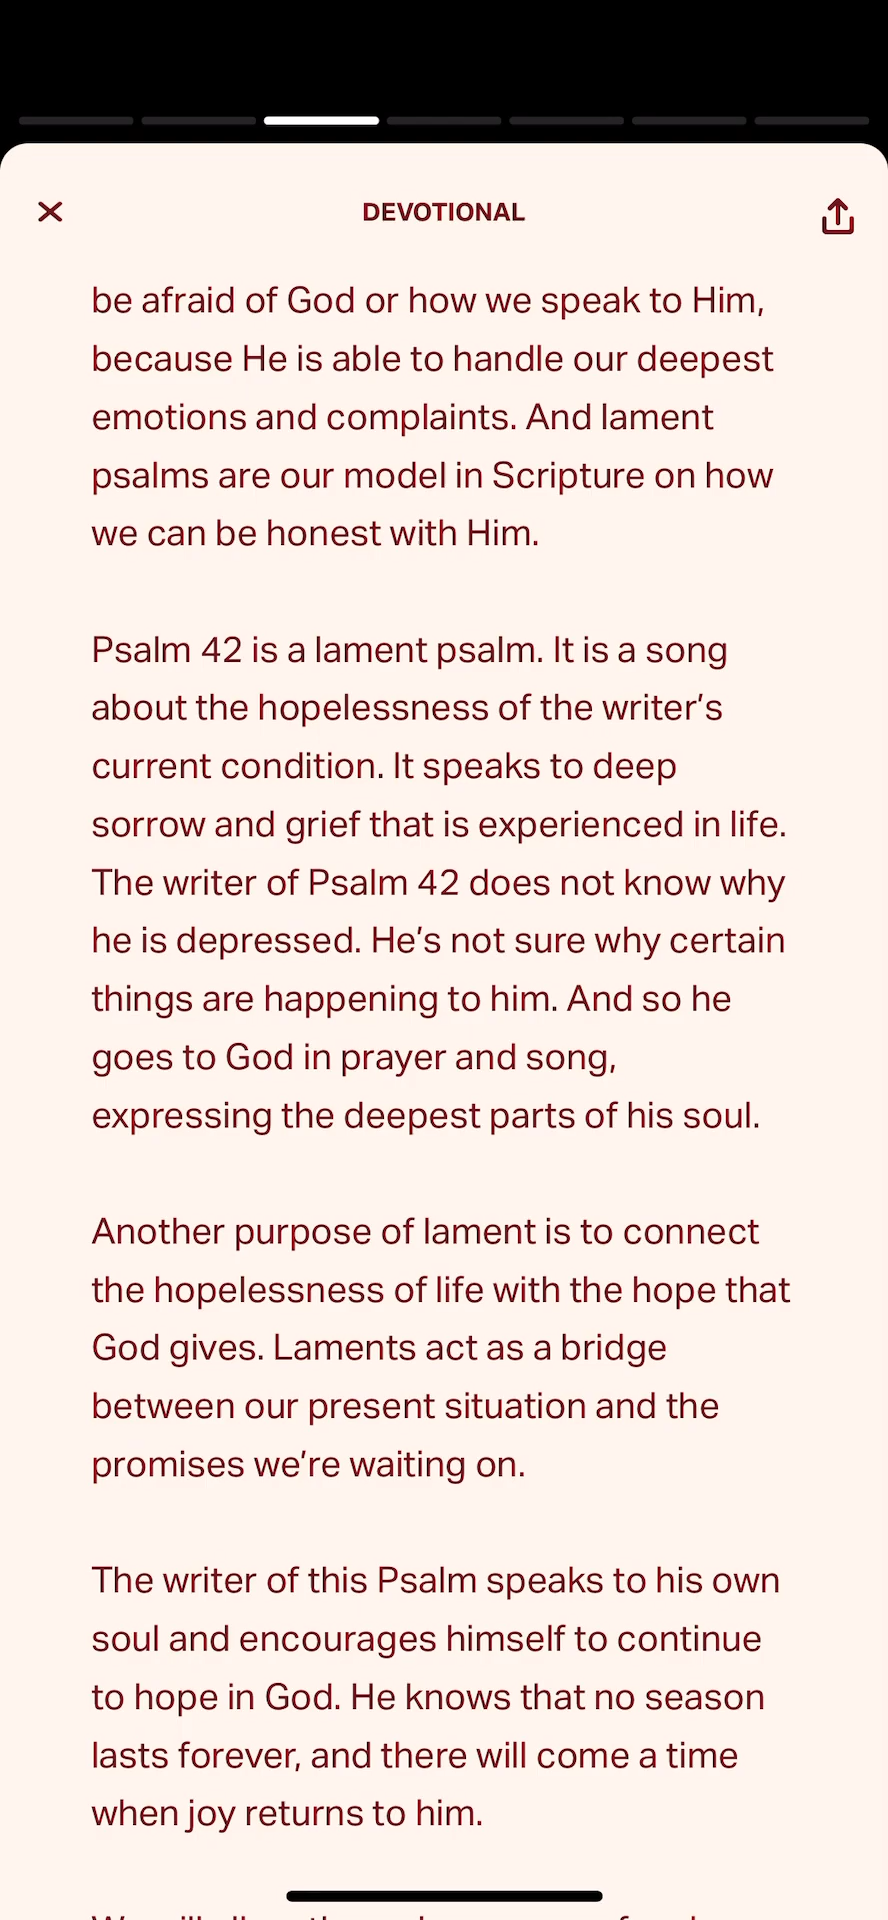 DEVOTIONAL
be afraid of God or how we speak to Him,
because He is able to handle our deepest
emotions and complaints. And lament
psalms are our model in Scripture on how
we can be honest with Him.
Psalm 42 is a lament psalm. It is a song
about the hopelessness of the writer’s
current condition. It speaks to deep
sorrow and grief that is experienced in life.
The writer of Psalm 42 does not know why
he is depressed. He’s not sure why certain
things are happening to him. And so he
goes to God in prayer and song,
expressing the deepest parts of his soul.
Another purpose of lament is to connect
the hopelessness of life with the hope that
God gives. Laments act as a bridge
between our present situation and the
promises we’re waiting on.
The writer of this Psalm speaks to his own
soul and encourages himself to continue
to hope in God. He knows that no season
lasts forever, and there will come a time
when joy returns to him.